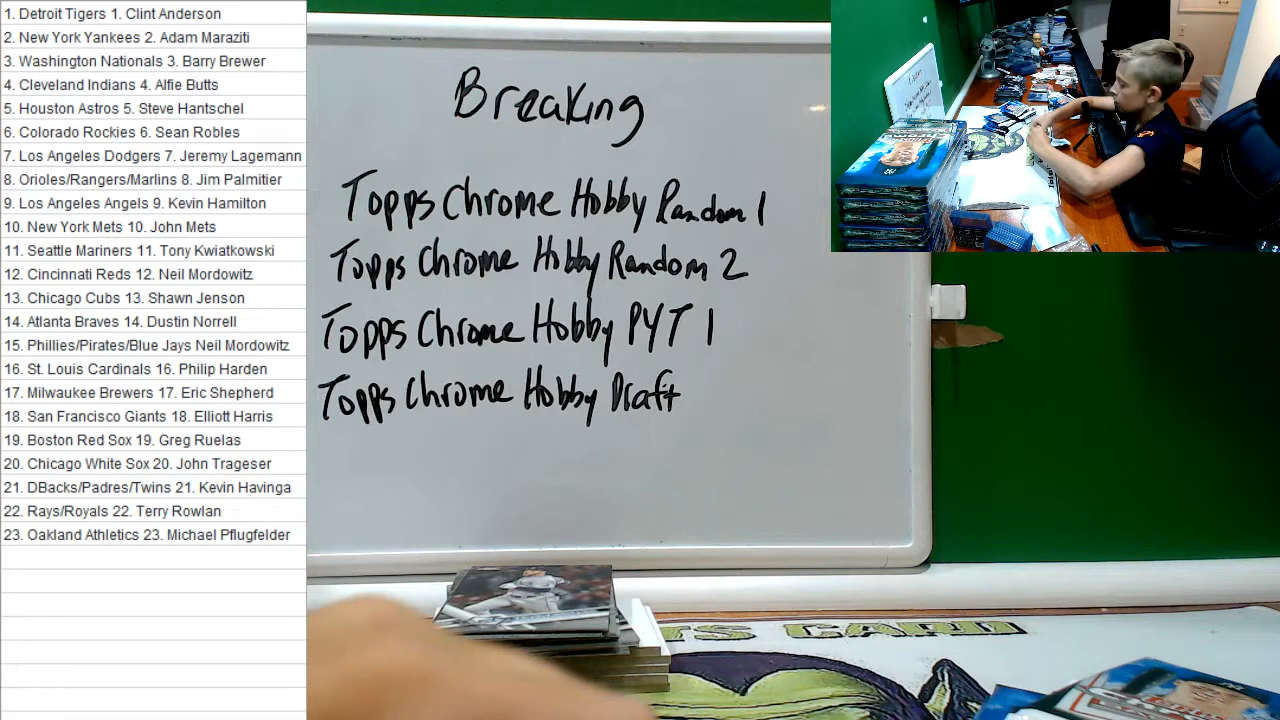 1. Detroit Tigers 1. Clint Anderson
2. New York Yankees 2. Adam Maraziti
3. Washington Nationals 3. Barry Brewer
4. Cleveland Indians 4. Alfie Butts
5. Houston Astros 5. Steve Hantschel
6. Colorado Rockies 6. Sean Robles
7. Los Angeles Dodgers 7. Jeremy Lagemann
8. Orioles/Rangers/Marlins 8. Jim Palmitier
9. Los Angeles Angels 9. Kevin Hamilton
10. New York Mets 10. John Mets
11. Seattle Mariners 11. Tony Kwiatkowski
12. Cincinnati Reds 12. Neil Mordowitz
13. Chicago Cubs 13. Shawn Jenson
14. Atlanta Braves 14. Dustin Norrell
15. Phillies/Pirates/Blue Jays Neil Mordowitz
16. St. Louis Cardinals 16. Philip Harden
17. Milwaukee Brewers 17. Eric Shepherd
18. San Francisco Giants 18. Elliott Harris
19. Boston Red Sox 19. Greg Ruelas
20. Chicago White Sox 20. John Trageser
21. DBacks/Padres/Twins 21. Kevin Havinga
22. Rays/Royals 22. Terry Rowlan
23. Oakland Athletics 23. Michael Pflugfelder
Breaking
Topps Chrome Hobby Random 1
Topps Chrome Hobby Random 2
Topps Chrome Hobby PYT 1
Topps Chrome Hobby Draft
CARD